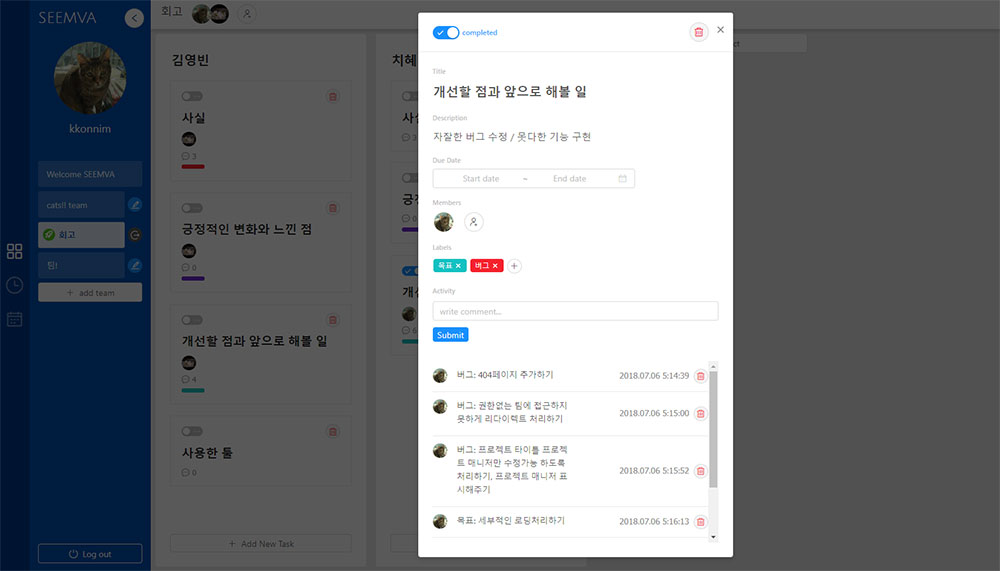 SEEMVA
kkonnim
Welcome SEEMVA
catsll team
회고
팀!
+ add team
Log out
회고
김영빈
사실
3
긍정적인 변화와 느낀 점
0
개선할 점과 앞으로 해볼 일
4
사용한 툴
0
+ Add New Task
치혜
사
3
긍
0
개
6
completed
Title
개선할 점과 앞으로 해볼 일
Description
자잘한 버그 수정 / 못다한 기능 구현
Due Date
Start date ~ End date
Members
Labels
목표 ×
버그 ×
Activity
write comment...
Submit
버그: 404페이지 추가하기 2018.07.06 5:14:39
버그: 권한없는 팀에 접근하지
못하게 리다이렉트 처리하기 2018.07.06 5:15:00
버그: 프로젝트 타이틀 프로젝
트 매니저만 수정가능 하도록
처리하기, 프로젝트 매니저 표
시해주기 2018.07.06 5:15:52
목표: 세부적인 로딩처리하기 2018.07.06 5:16:13